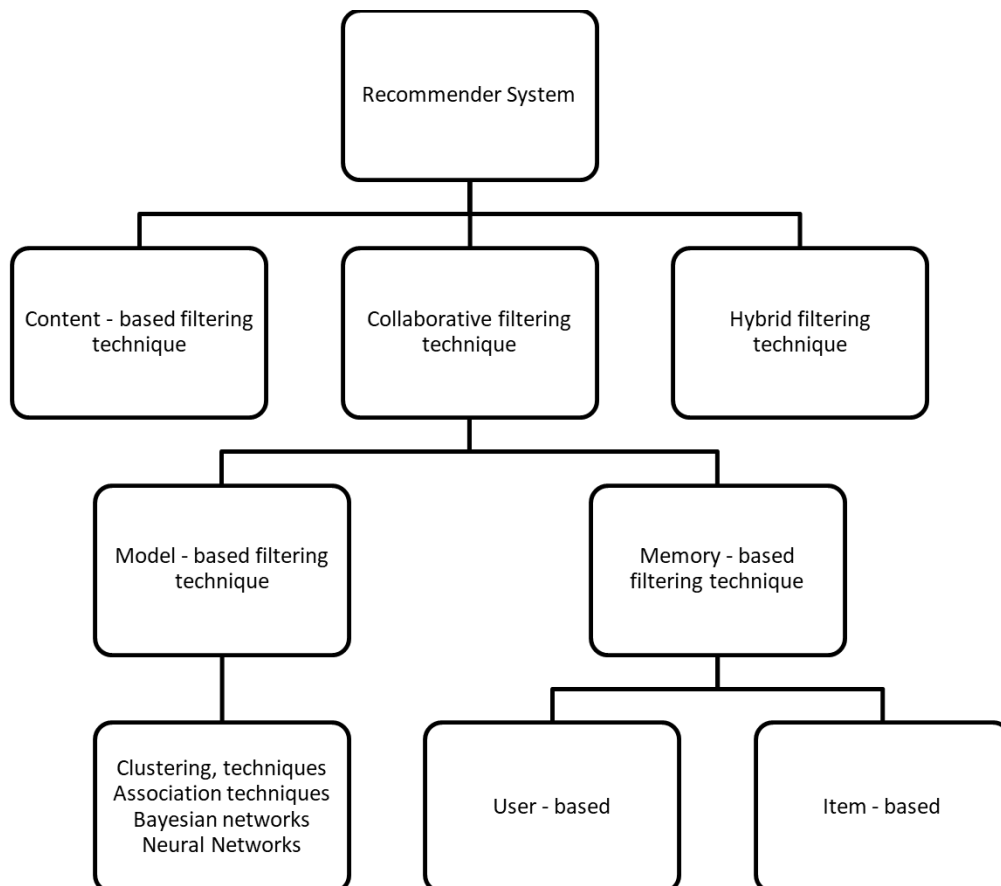 Recommender System
Content - based filtering
technique
Collaborative filtering
technique
Hybrid filtering
technique
Model - based filtering
technique
Memory - based
filtering technique
Clustering, techniques
Association techniques
Bayesian networks
Neural Networks
User - based
Item - based